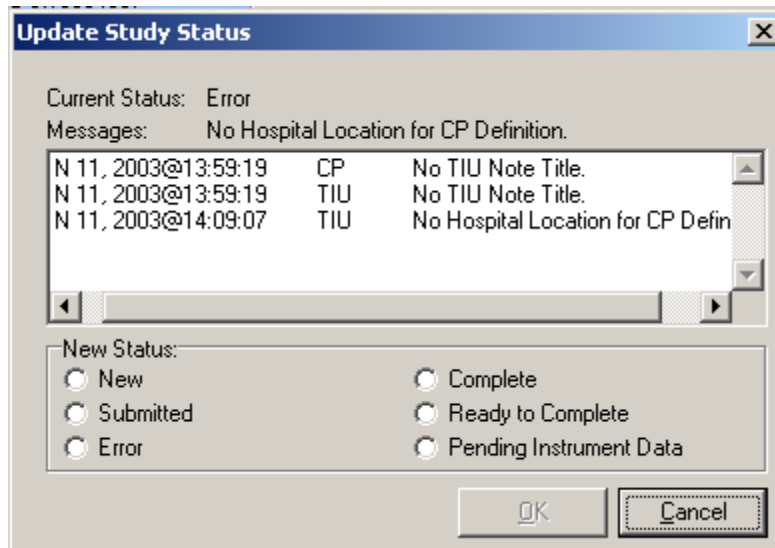 Update Study Status
Current Status: Error
Messages: No Hospital Location for CP Definition.
N 11, 2003@13:59:19 CP No TIU Note Title.
N 11, 2003@13:59:19 TIU No TIU Note Title.
N 11, 2003@14:09:07 TIU No Hospital Location for CP Defin
New Status:
New Complete
Submitted Ready to Complete
Error Pending Instrument Data
OK Cancel